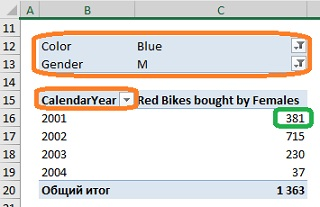 A B C
11
12 Color Blue
13 Gender M
14
15 CalendarYear Red Bikes bought by Females
16 2001 381
17 2002 715
18 2003 230
19 2004 37
20 Общий итог 1 363